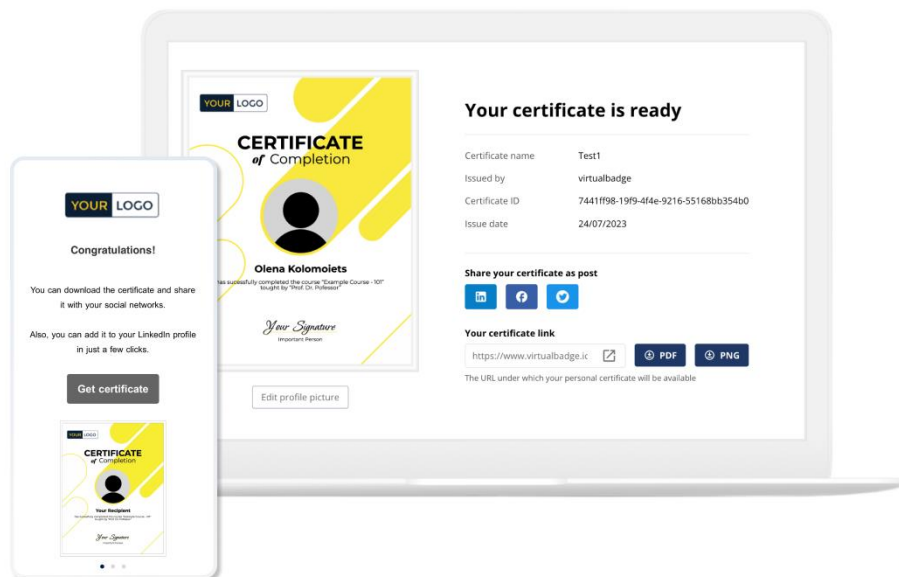 YOUR LOGO
CERTIFICATE
of Completion
Olena Kolomoiets
has sucessfully completed the course "Example Course - 101"
tought by "Prof. Dr. Pofessor"
Your Signature
Important Person
Edit profile picture
Your certificate is ready
Certificate name Test1
Issued by virtualbadge
Certificate ID 7441ff98-19f9-4f4e-9216-55168bb354b0
Issue date 24/07/2023
Share your certificate as post
in f
Your certificate link
https://www.virtualbadge.ic PDF PNG
The URL under which your personal certificate will be available
YOUR LOGO
Congratulations!
You can download the certificate and share
it with your social networks.
Also, you can add it to your LinkedIn profile
in just a few clicks.
Get certificate
YOUR LOGO
CERTIFICATE
of Completion
Your Recipient
Your Signature